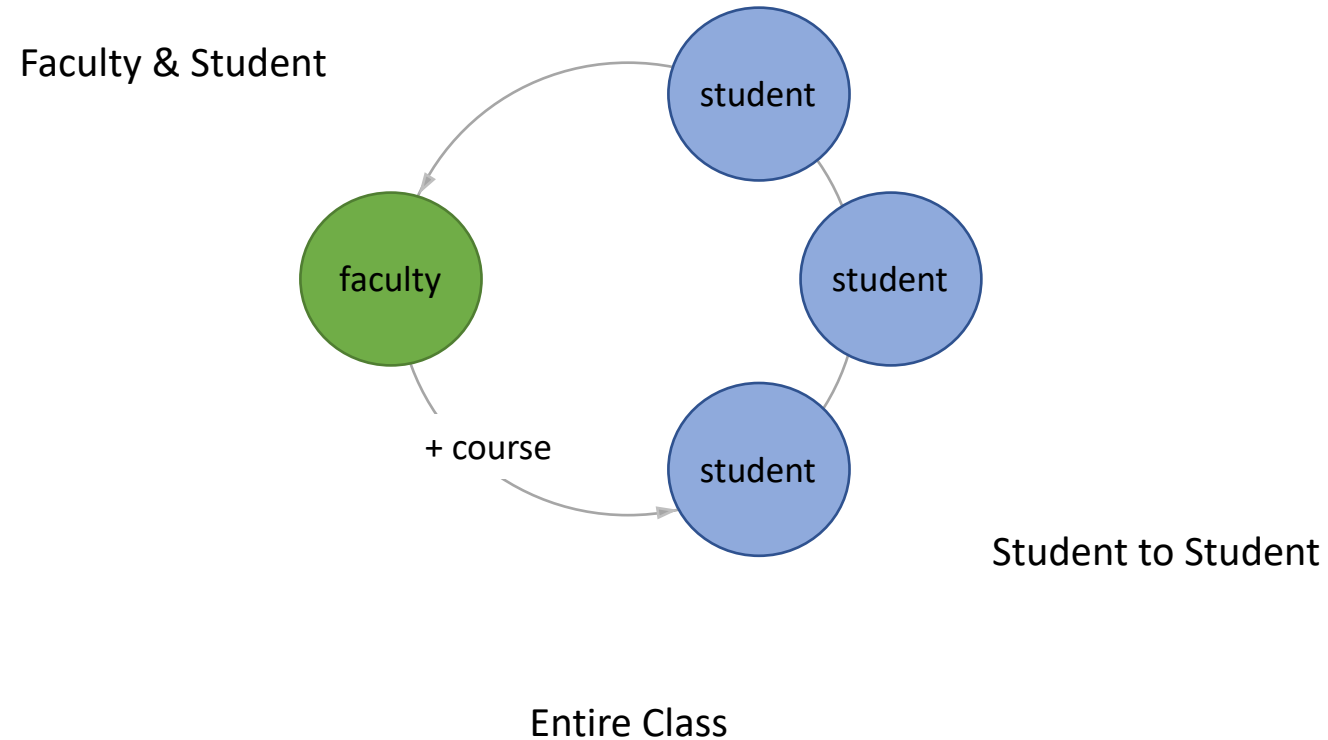 Faculty & Student
student
faculty
student
+ course
student
Student to Student
Entire Class